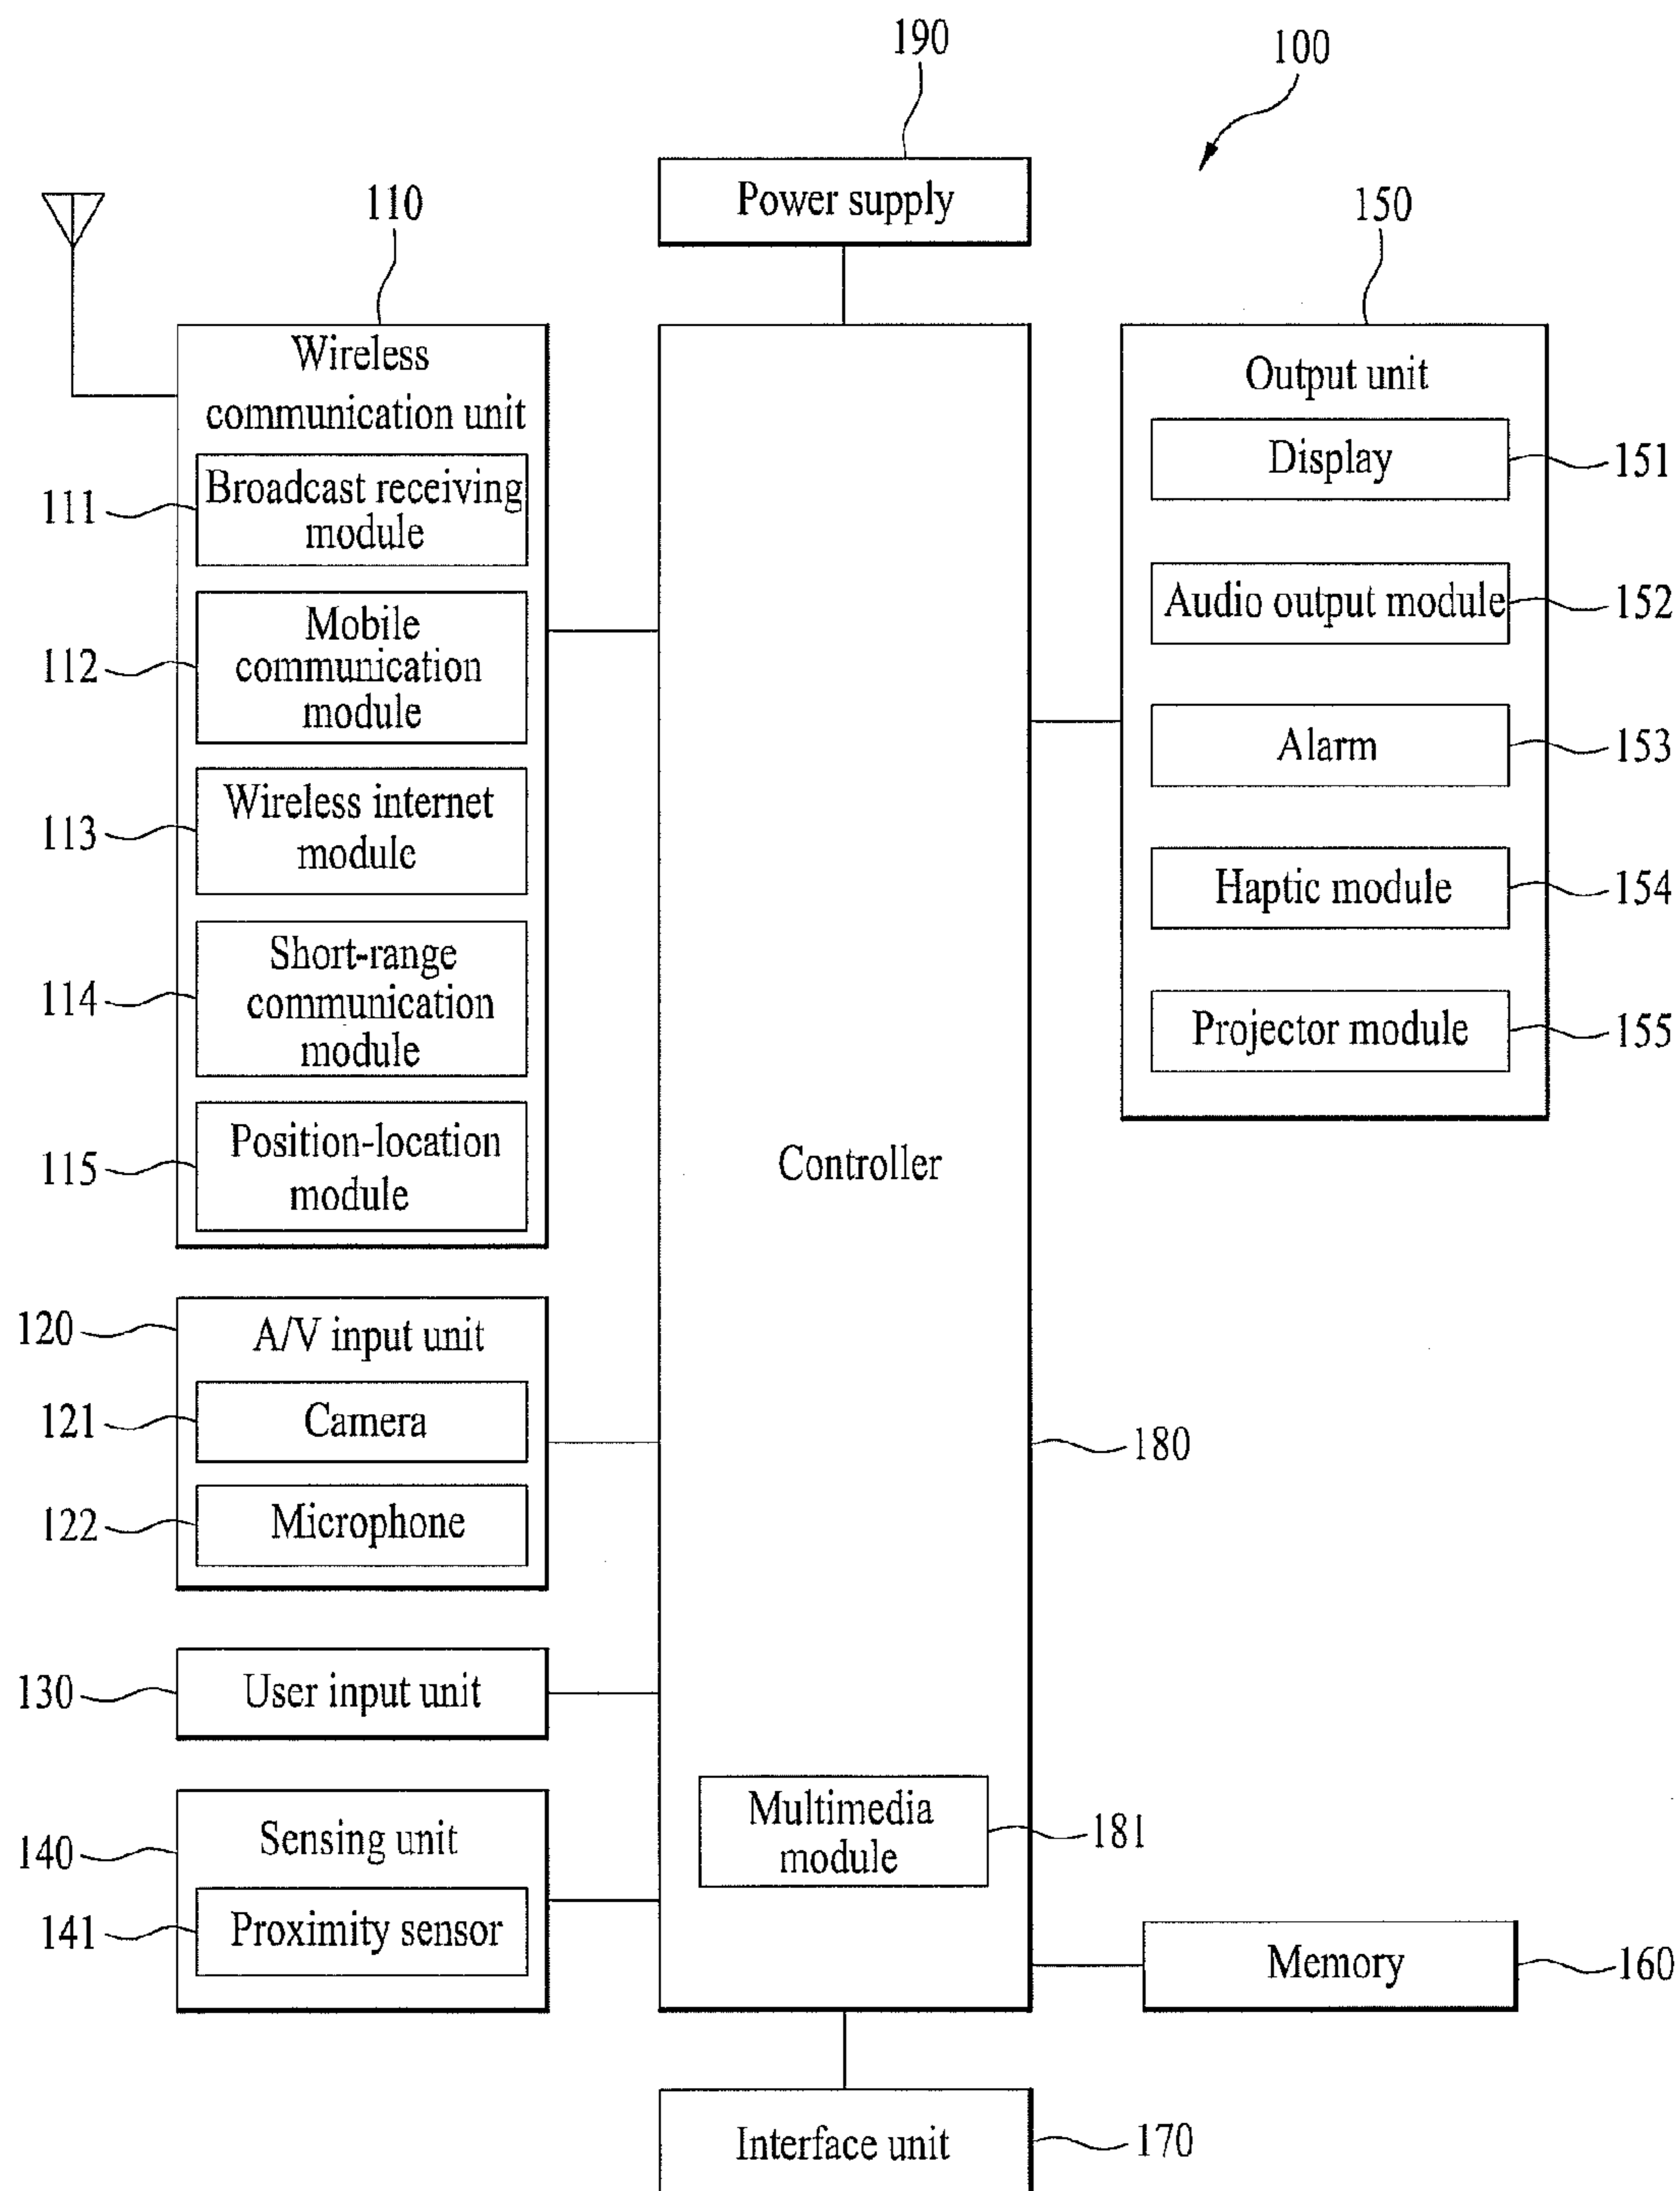 190
100
Power supply
110
150
Wireless
communication unit
Output unit
111
Broadcast receiving
module
Display
151
112
Mobile
communication
module
Audio output module
152
113
Wireless internet
module
Alarm
153
114
Short-range
communication
module
Haptic module
154
115
Position-location
module
Projector module
155
Controller
180
120
A/V input unit
121
Camera
122
Microphone
130
User input unit
140
Sensing unit
141
Proximity sensor
Multimedia
module
181
Memory
160
Interface unit
170